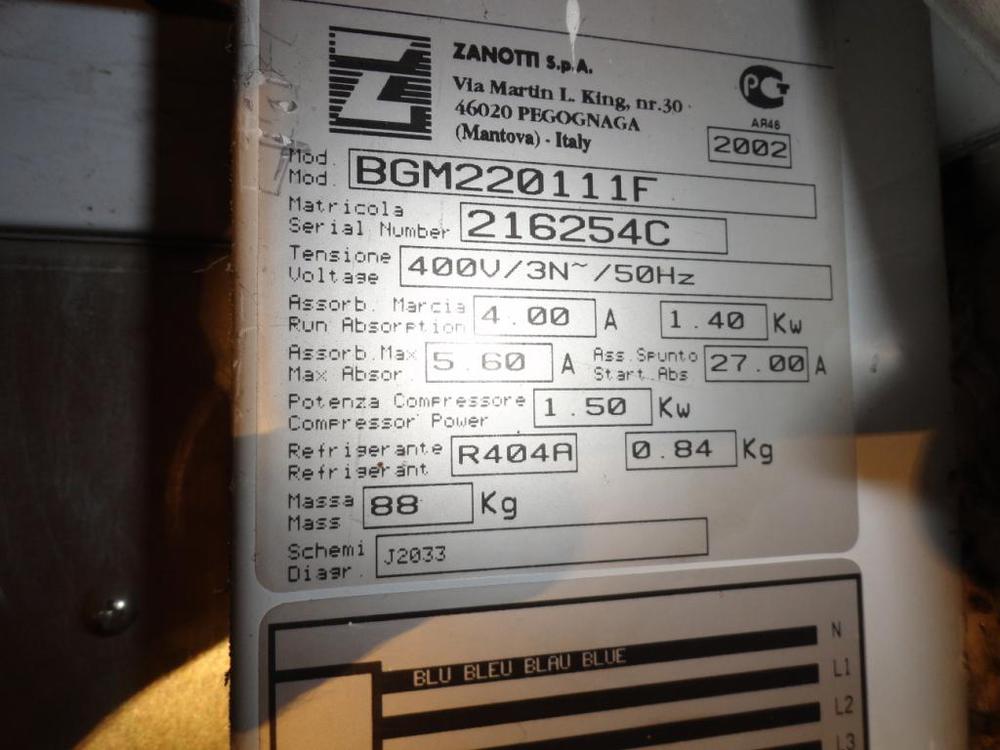 ZANOTTI S.p.A.
Via Martin L. King, nr.30
46020 PEGOGNAGA
(Mantova) - Italy
PCT
AR46
2002
Mod.
Mod. BGM220111F
Matricola
Serial Number 216254C
Tensione
Voltage 400V/3N~/50Hz
Assorb. Marcia
Run Absorption 4.00 A 1.40 Kw
Assorb.Max Ass.Spunto
Max Absor. 5.60 A Start.Abs 27.00 A
Potenza Compressore
Compressor Power 1.50 Kw
Refrigerante
Refrigerant R404A 0.84 Kg
Massa
Mass 88 Kg
Schemi
Diagr. J2033
N
BLU BLEU BLAU BLUE
L1
L2
L3